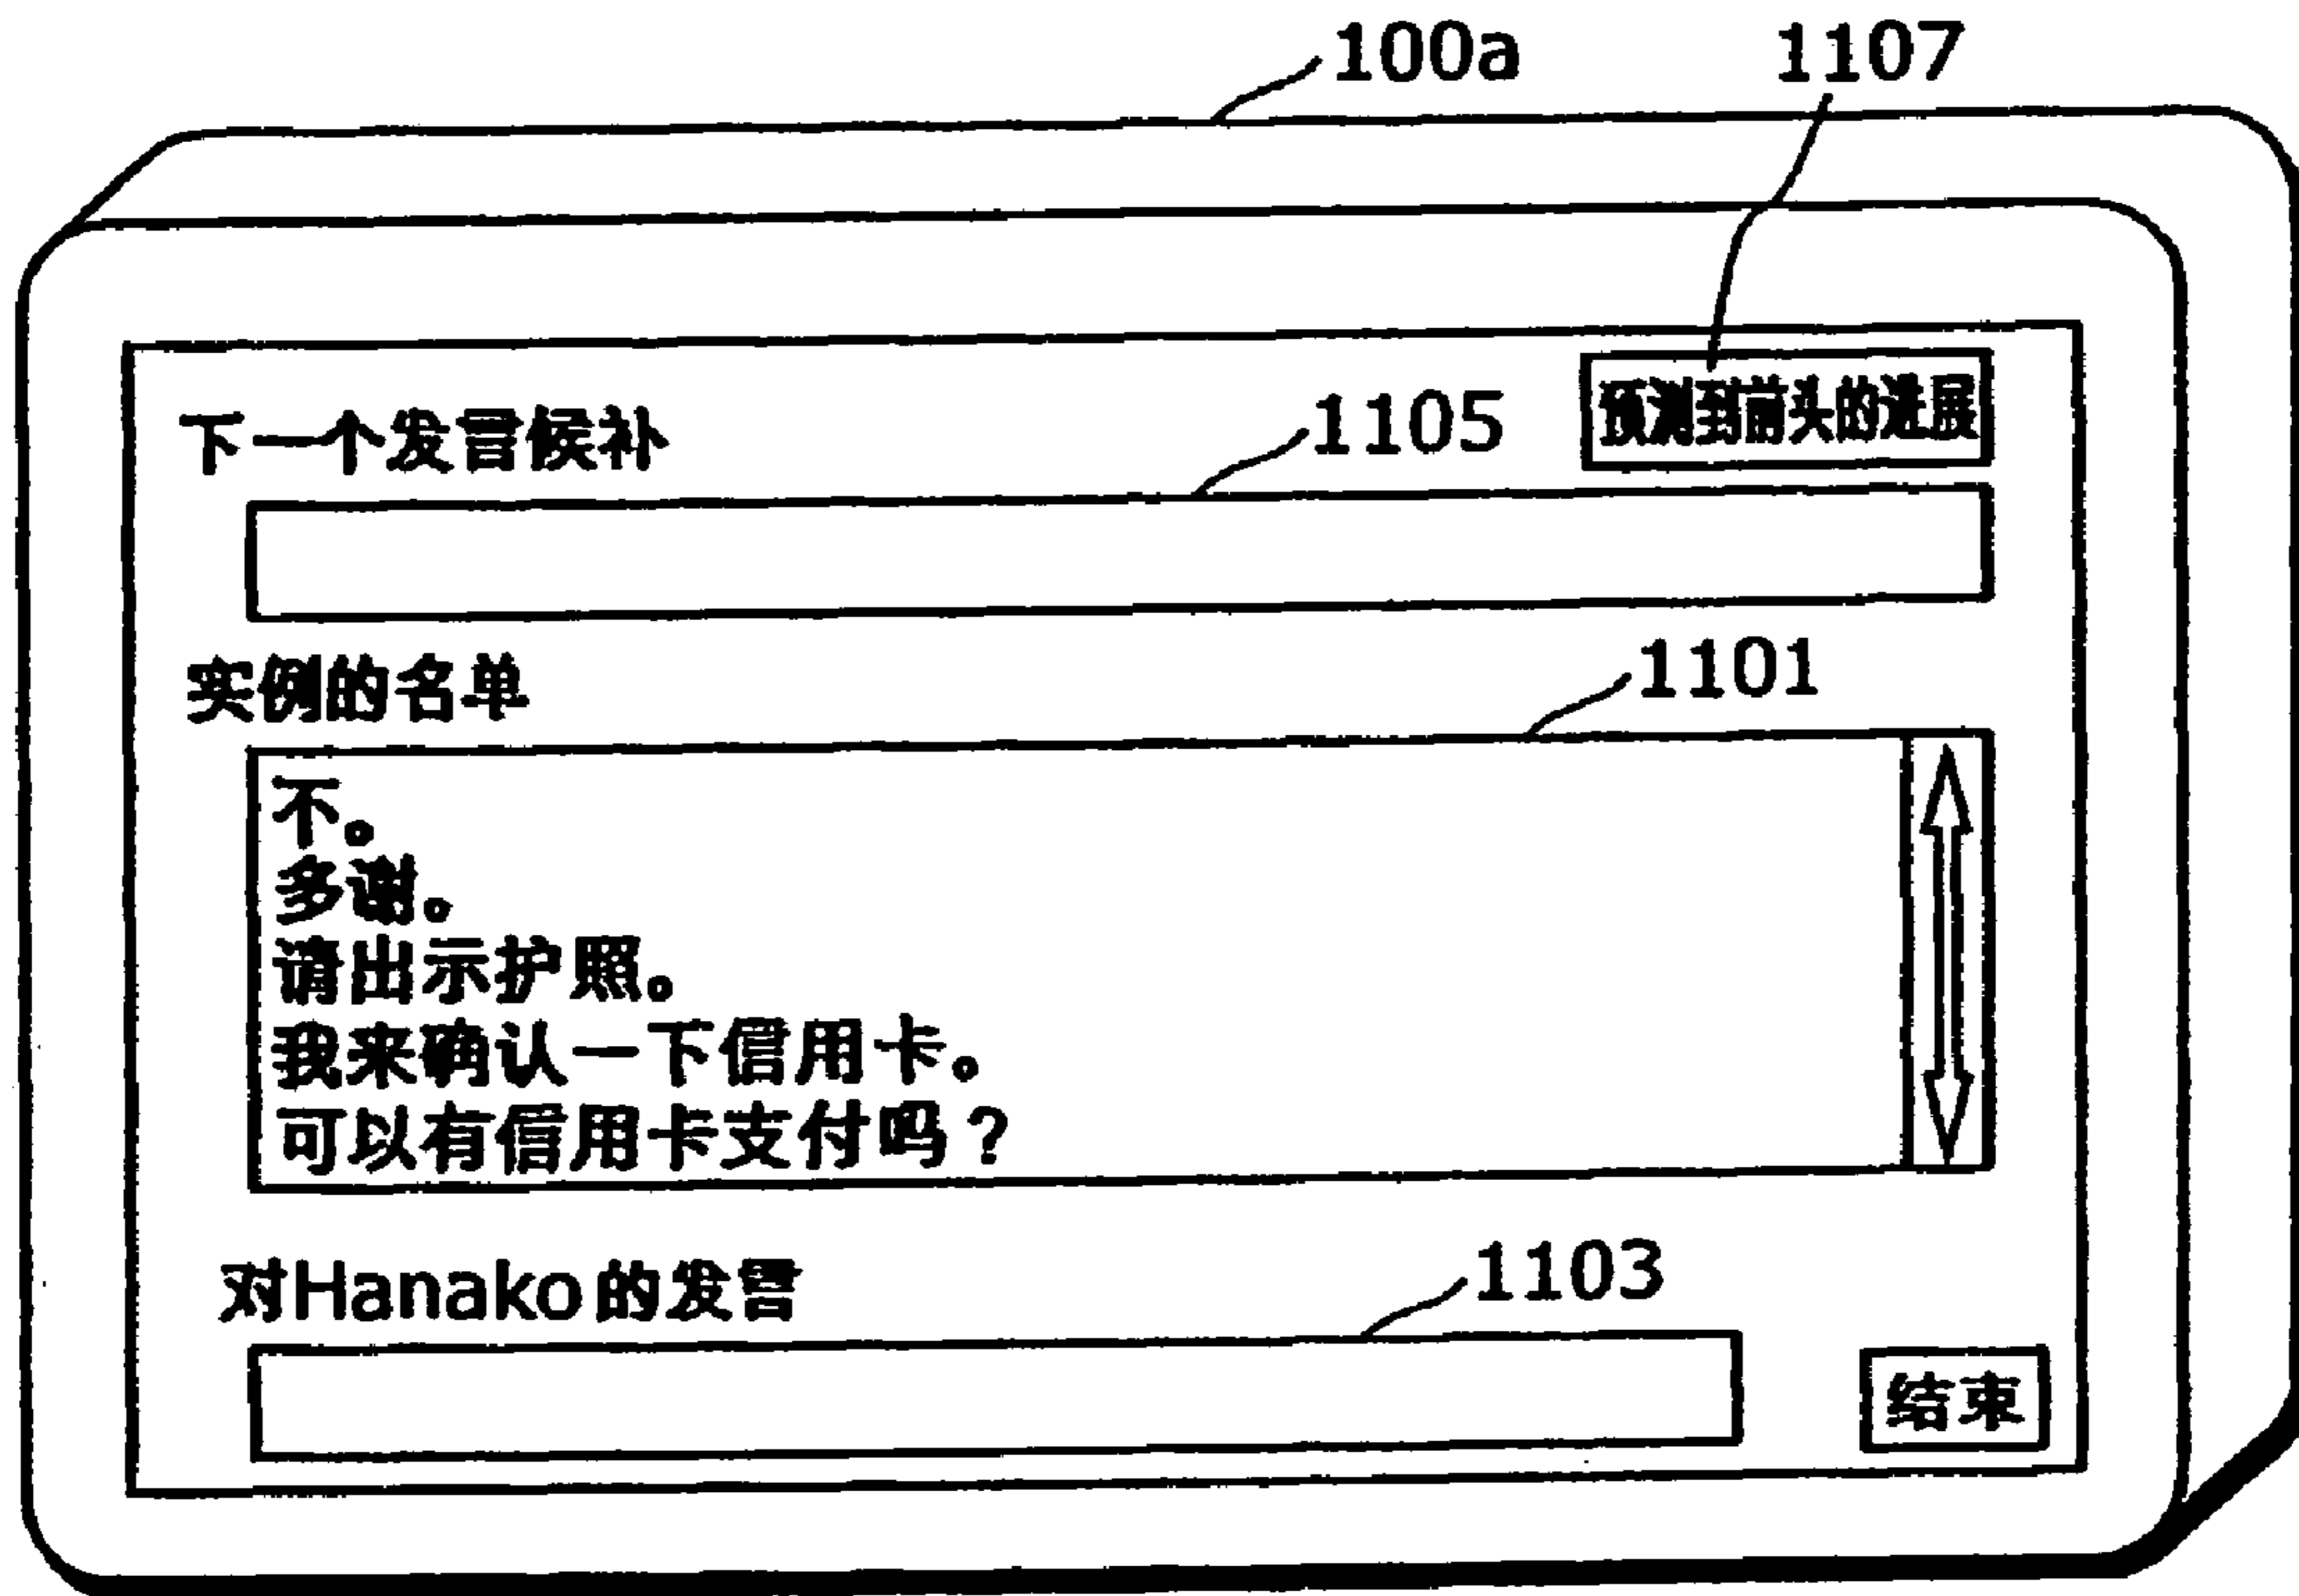 100a
1107
预测到前头的进展
下一个发言候补
1105
实例的名单
1101
不。
多谢。
请出示护照。
我来确认一下信用卡。
可以有信用卡支付吗？
对Hanako的发言
1103
结束